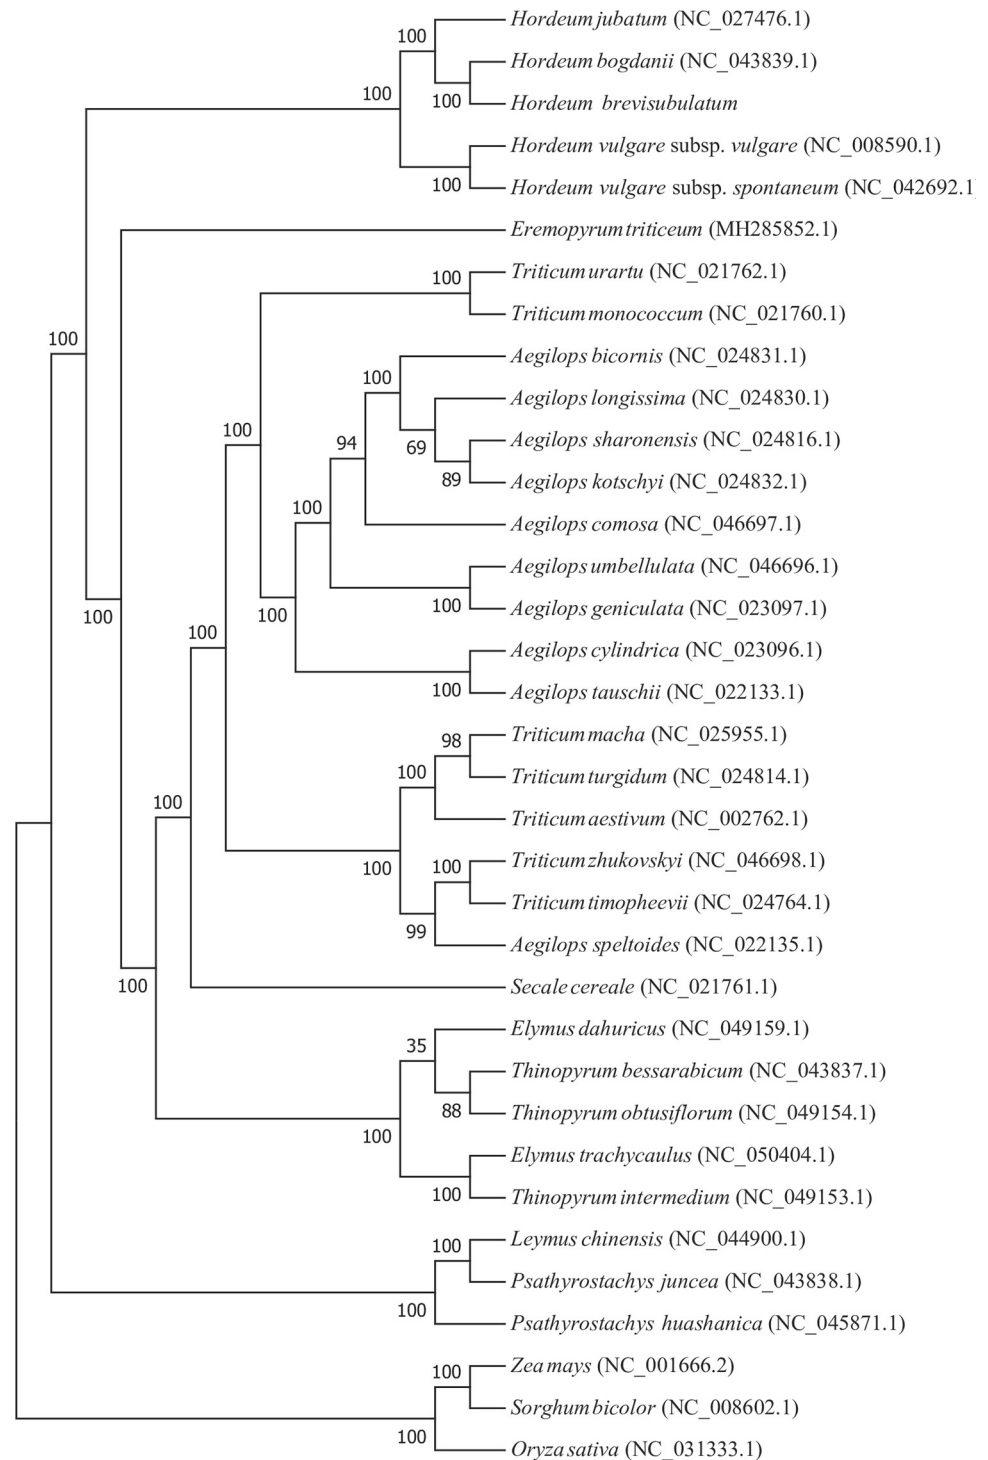 Hordeum jubatum (NC_027476.1)
100
Hordeum bogdanii (NC_043839.1)
100
100
Hordeum brevisubulatum
Hordeum vulgare subsp. vulgare (NC_008590.1)
100
Hordeum vulgare subsp. spontaneum (NC_042692.1
Eremopyrum triticeum (MH285852.1)
Triticum urartu (NC_021762.1)
100
Triticum monococcum (NC_021760.1)
100
Aegilops bicornis (NC_024831.1)
100
Aegilops longissima (NC_024830.1)
100
94
69
Aegilops sharonensis (NC_024816.1)
89
Aegilops kotschyi (NC_024832.1)
100
Aegilops comosa (NC_046697.1)
Aegilops umbellulata (NC_046696.1)
100
Aegilops geniculata (NC_023097.1)
100
100
100
Aegilops cylindrica (NC_023096.1)
100
Aegilops tauschii (NC_022133.1)
Triticum macha (NC_025955.1)
98
100
Triticum turgidum (NC_024814.1)
100
Triticum aestivum (NC_002762.1)
100
100
Triticum zhukovskyi (NC_046698.1)
Triticum timopheevii (NC_024764.1)
99
Aegilops speltoides (NC_022135.1)
100
Secale cereale (NC_021761.1)
Elymus dahuricus (NC_049159.1)
35
Thinopyrum bessarabicum (NC_043837.1)
88
Thinopyrum obtusiflorum (NC_049154.1)
100
Elymus trachycaulus (NC_050404.1)
100
Thinopyrum intermedium (NC_049153.1)
Leymus chinensis (NC_044900.1)
100
Psathyrostachys juncea (NC_043838.1)
100
Psathyrostachys huashanica (NC_045871.1)
Zea mays (NC_001666.2)
100
Sorghum bicolor (NC_008602.1)
100
Oryza sativa (NC_031333.1)